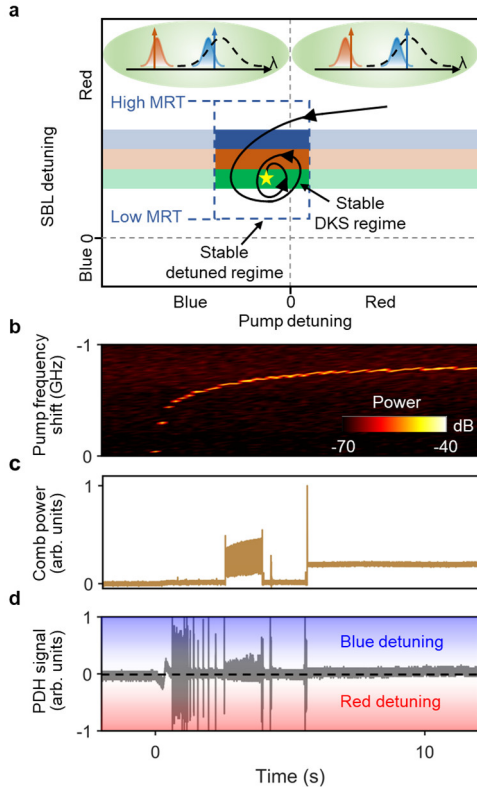 a
λ
λ
Red
High MRT
SBL detuning
Low MRT
Stable
DKS regime
Stable
detuned regime
Blue 0
Blue
0
Red
Pump detuning
b
-1
Pump frequency
shift (GHz)
Power
dB
-70
-40
0
c
1
Comb power
(arb. units)
0
d
1
PDH signal
(arb. units)
Blue detuning
0
Red detuning
-1
0
10
Time (s)